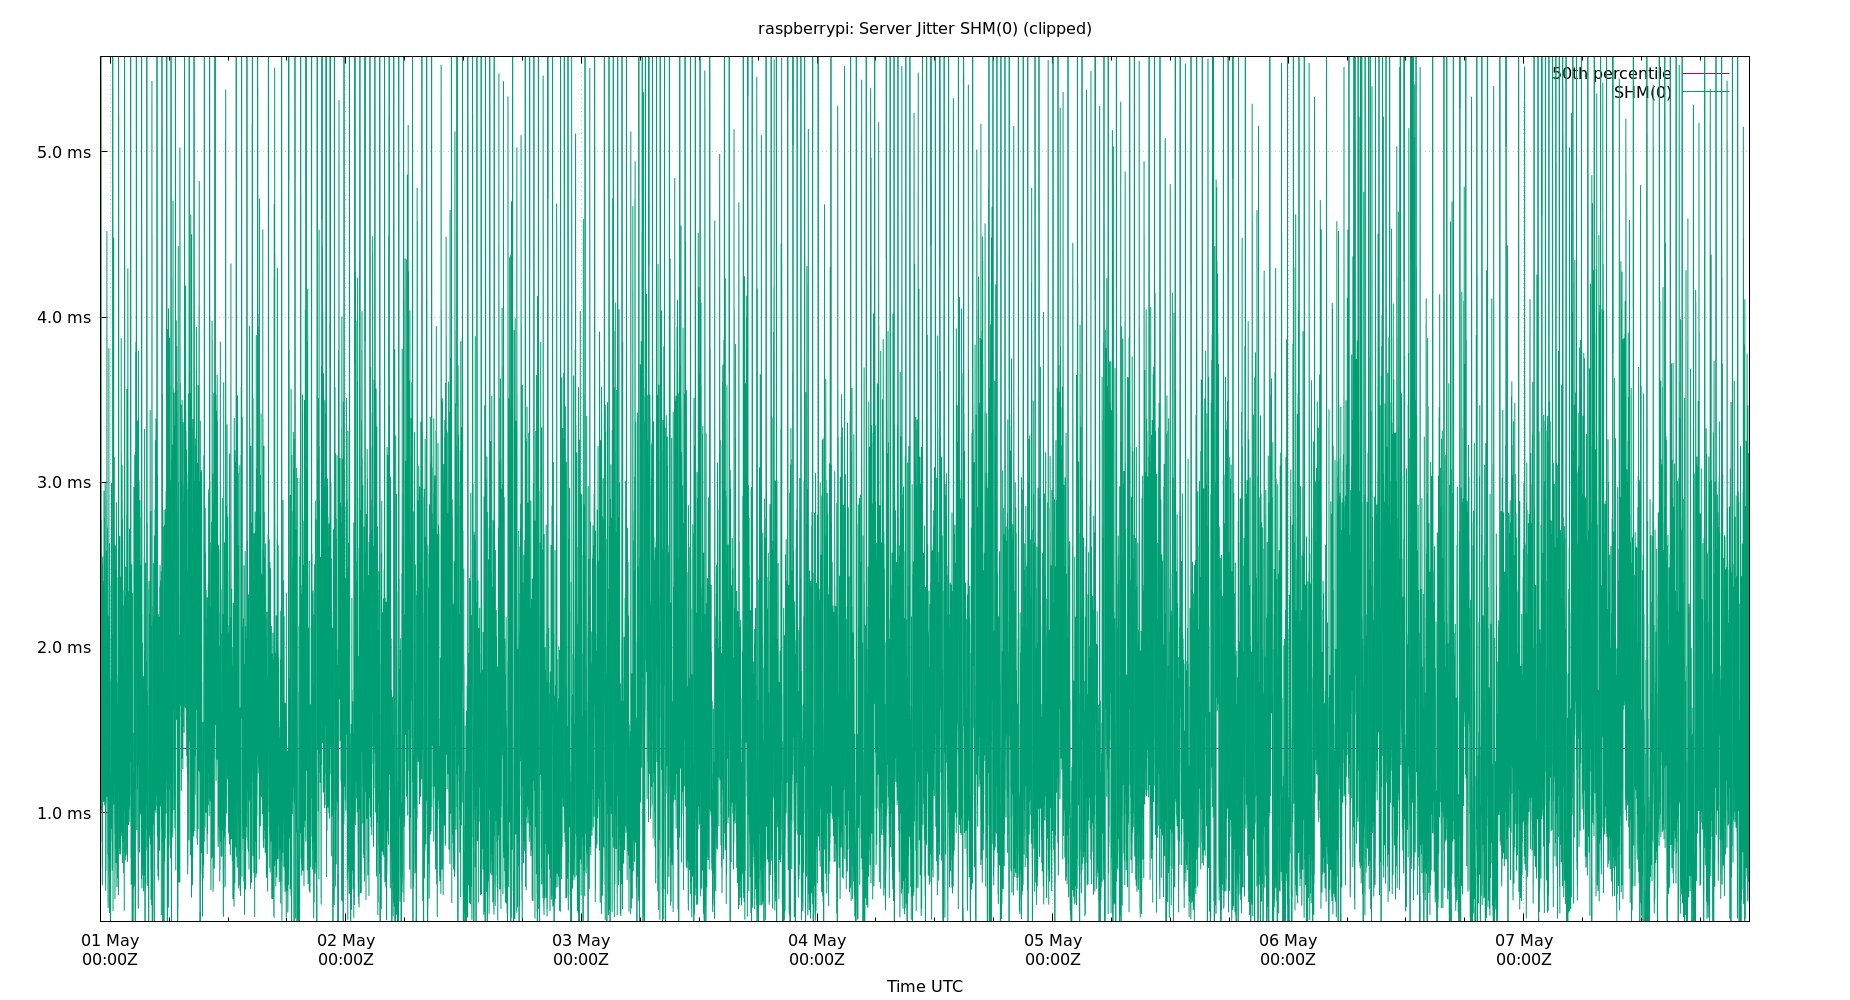 raspberrypi: Server Jitter SHM(0) (clipped)
50th percentile
SHM(0)
5.0 ms
4.0 ms
3.0 ms
2.0 ms
1.0 ms
01 May 02 May 03 May 04 May 05 May 06 May 07 May
00:00Z 00:00Z 00:00Z 00:00Z 00:00Z 00:00Z 00:00Z
Time UTC